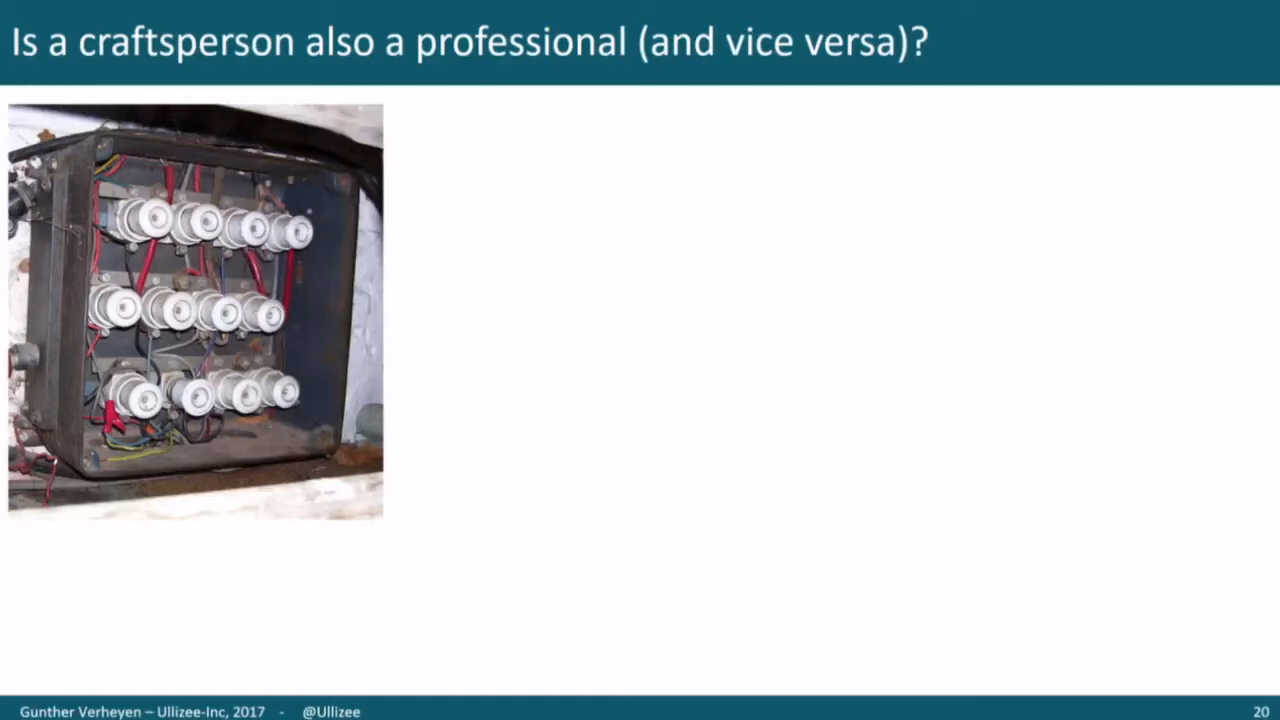 Is a craftsperson also a professional (and vice versa)?
Gunther Verheyen – Ullizee-Inc, 2017 - @Ullizee
20